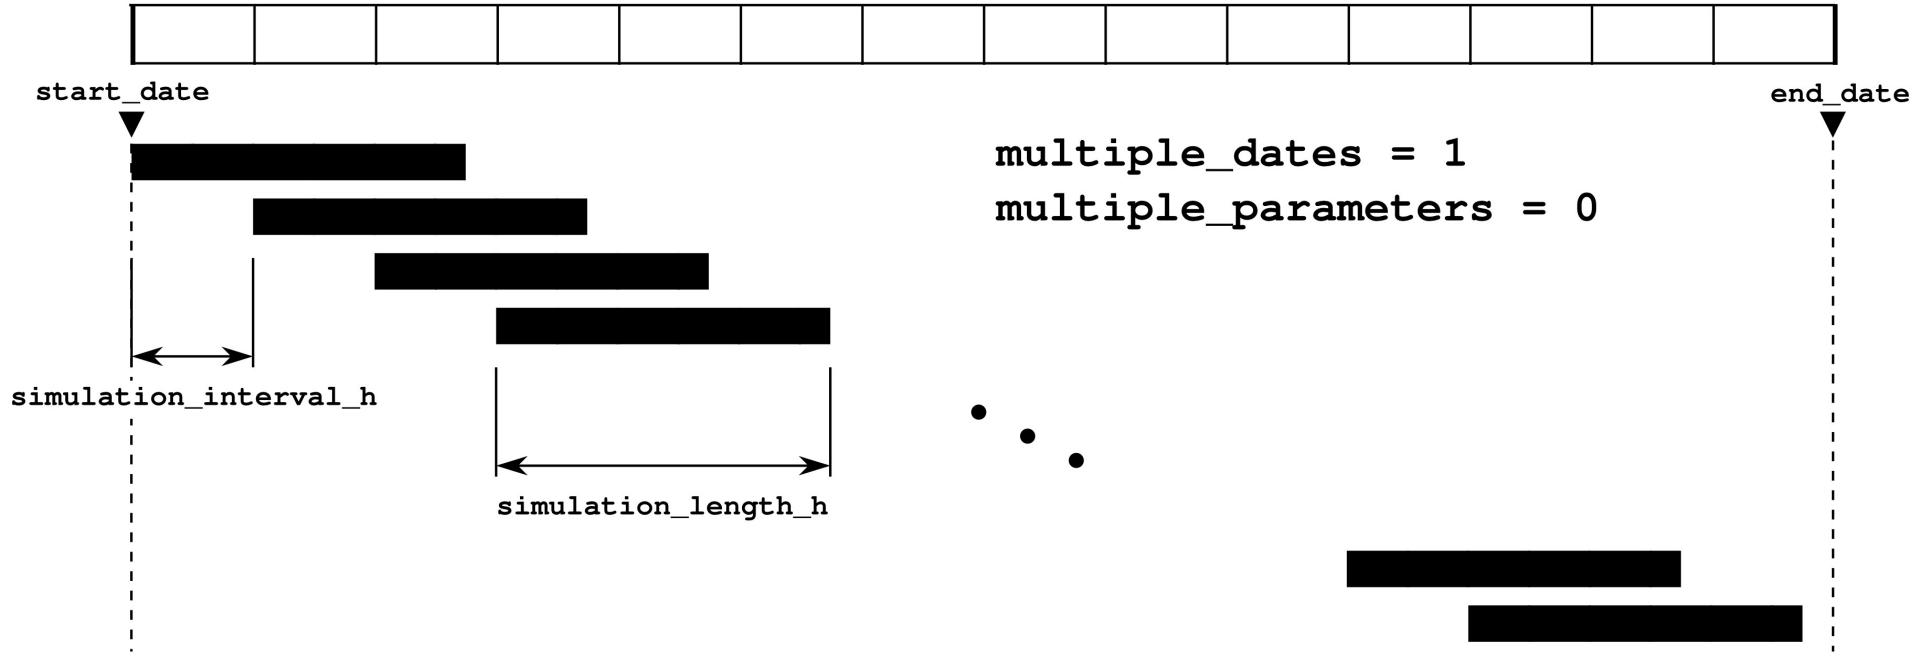 start_date
end_date
multiple_dates = 1
multiple_parameters = 0
simulation_interval_h
simulation_length_h